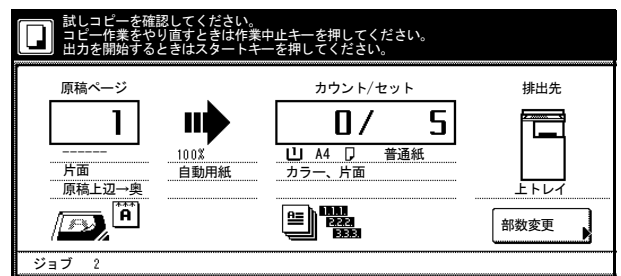 試しコピーを確認してください。
コピー作業をやり直すときは作業中止キーを押してください。
出力を開始するときはスタートキーを押してください。
原稿ページ
カウント/セット
排出先
1
0/ 5
------
100%
1 A4 普通紙
片面
自動用紙
カラー、片面
原稿上辺→奥
上トレイ
A
111
222
333
部数変更
ジョブ 2